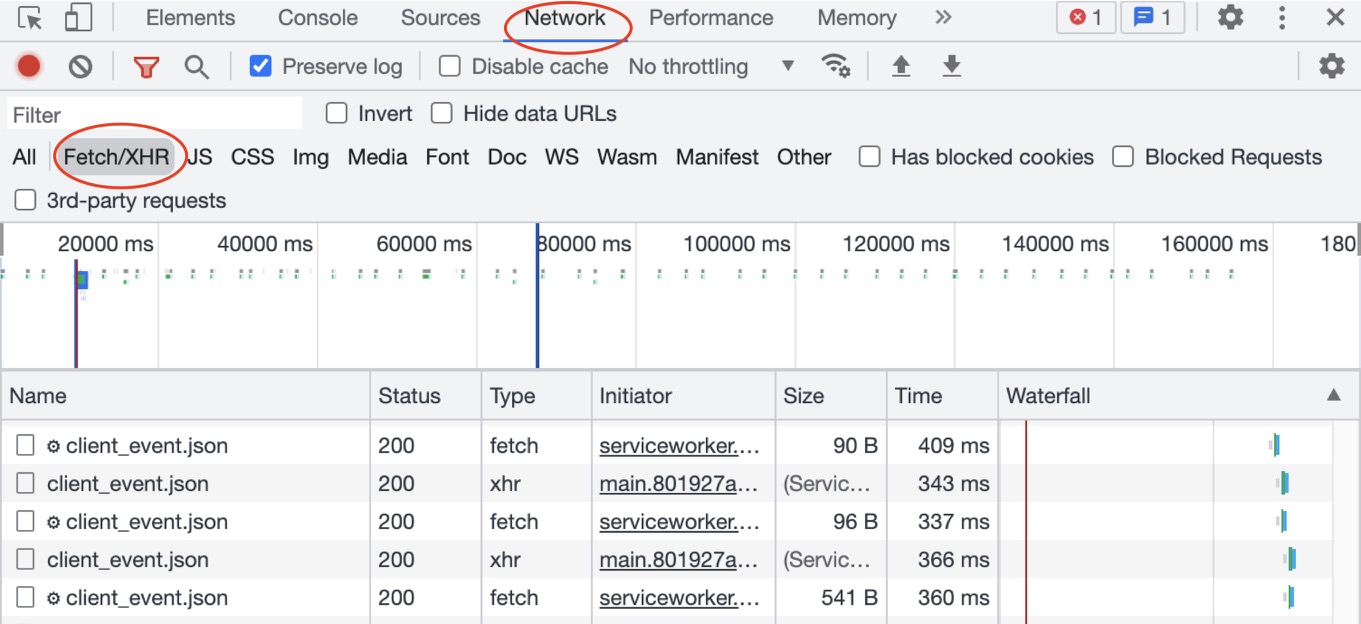 Elements Console Sources Network Performance Memory » 1 1
Preserve log Disable cache No throttling
Filter Invert Hide data URLs
All Fetch/XHR JS CSS Img Media Font Doc WS Wasm Manifest Other Has blocked cookies Blocked Requests
3rd-party requests
20000 ms 40000 ms 60000 ms 80000 ms 100000 ms 120000 ms 140000 ms 160000 ms 180
Name Status Type Initiator Size Time Waterfall
client_event.json 200 fetch serviceworker.… 90 B 409 ms
client_event.json 200 xhr main.801927a… (Servic… 343 ms
client_event.json 200 fetch serviceworker.… 96 B 337 ms
client_event.json 200 xhr main.801927a… (Servic… 366 ms
client_event.json 200 fetch serviceworker.… 541 B 360 ms